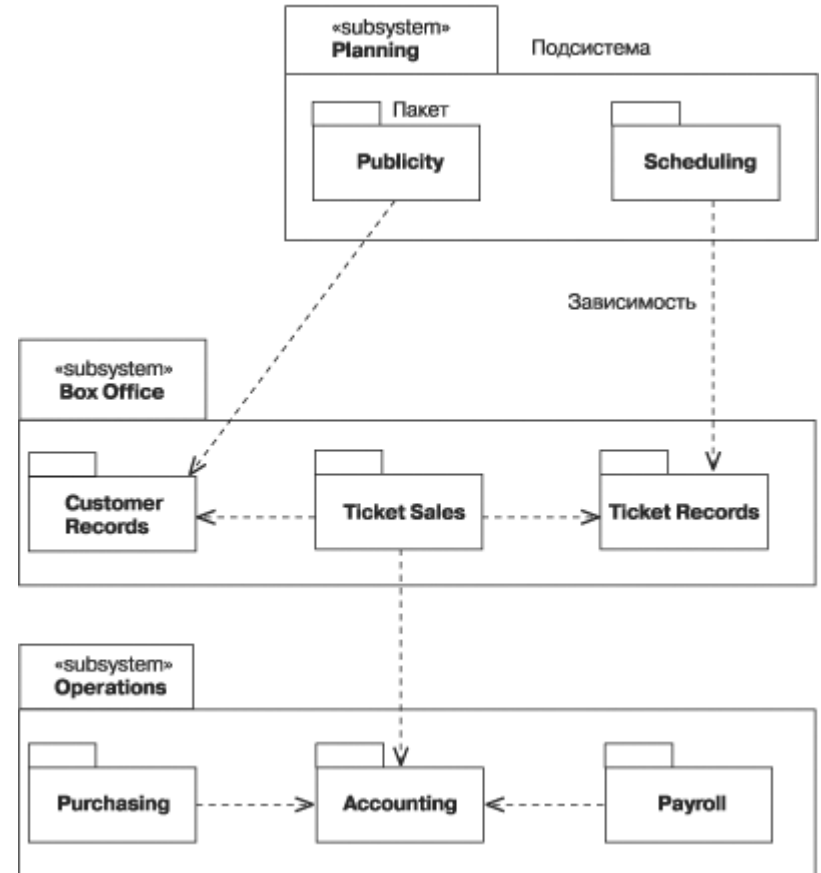 «subsystem»
Planning
Подсистема
Пакет
Publicity
Scheduling
Зависимость
«subsystem»
Box Office
Customer
Records
Ticket Sales
Ticket Records
«subsystem»
Operations
Purchasing
Accounting
Payroll